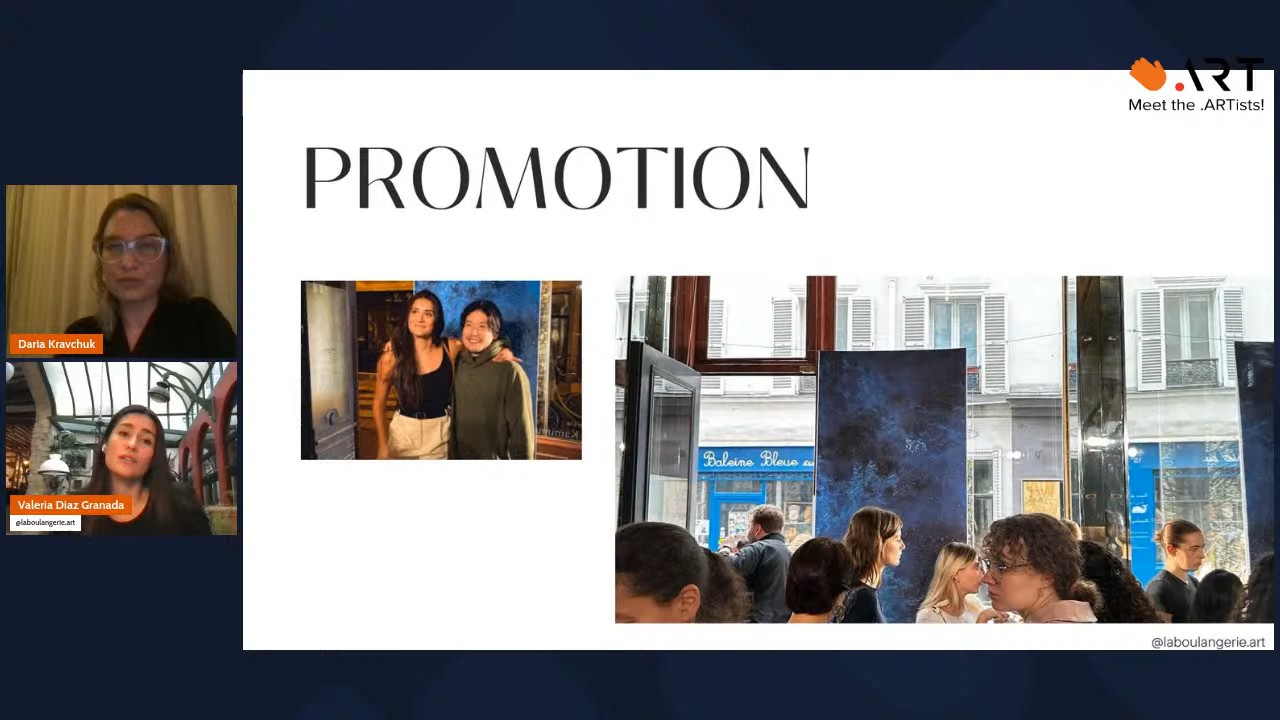 .ART
Meet the .ARTists!
PROMOTION
Daria Kravchuk
Valeria Diaz Granada
@laboulangerie.art
Baleine Bleue
@laboulangerie.art